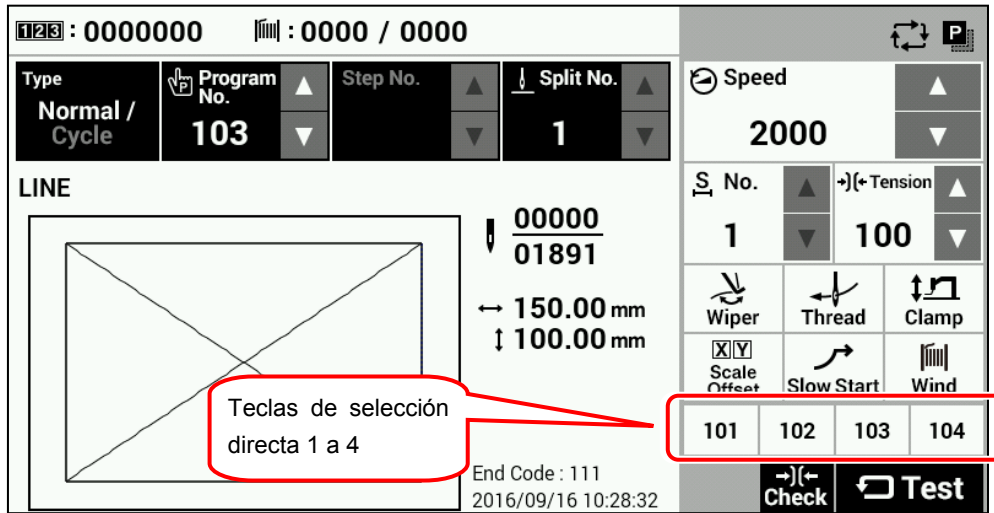 123 : 0000000 : 0000 / 0000
P
Type
Normal /
Cycle
P Program No.
103
Step No.
Split No.
1
Speed
2000
LINE
S No.
1
Tension
100
00000
01891
150.00 mm
100.00 mm
Wiper
Thread
Clamp
X Y
Scale
Offset
Slow Start
Wind
Teclas de selección
directa 1 a 4
101 102 103 104
End Code : 111
2016/09/16 10:28:32
Check
Test